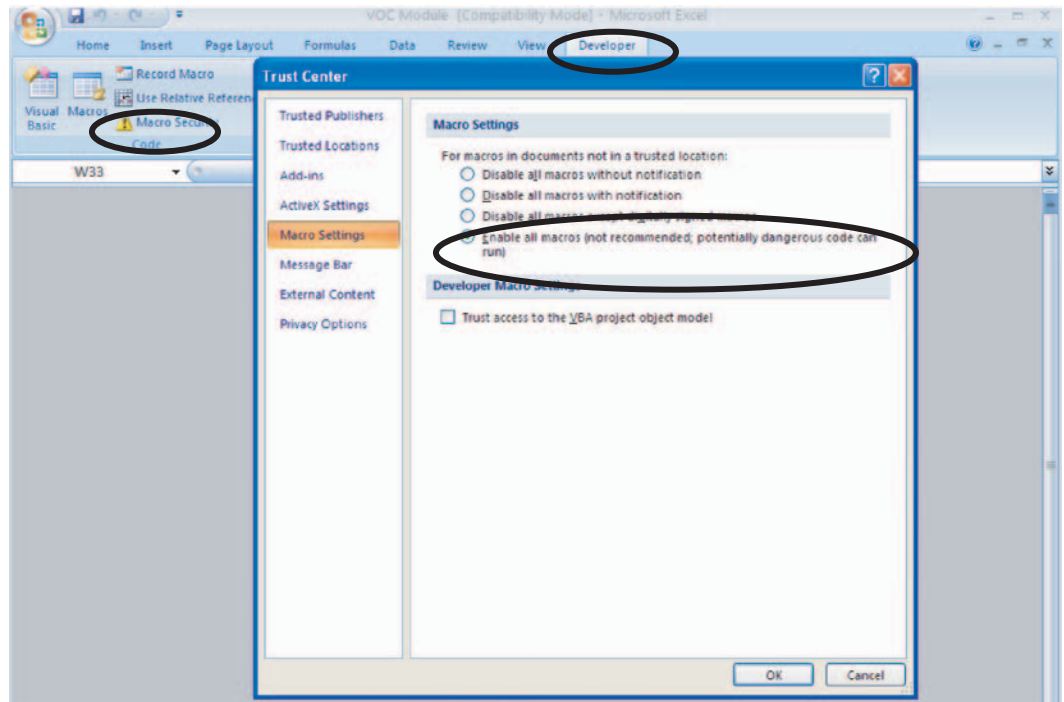 VOC Module [Compatibility Mode] - Microsoft Excel
Home Insert Page Layout Formulas Data Review View Developer
Visual Basic
Macros
Record Macro
Use Relative Referen
Macro Security
Code
W33
Trust Center
Trusted Publishers
Trusted Locations
Add-ins
ActiveX Settings
Macro Settings
Message Bar
External Content
Privacy Options
Macro Settings
For macros in documents not in a trusted location:
Disable all macros without notification
Disable all macros with notification
Disable all macros except digitally signed macros
Enable all macros (not recommended; potentially dangerous code can
run)
Developer Macro Settings
Trust access to the VBA project object model
OK Cancel